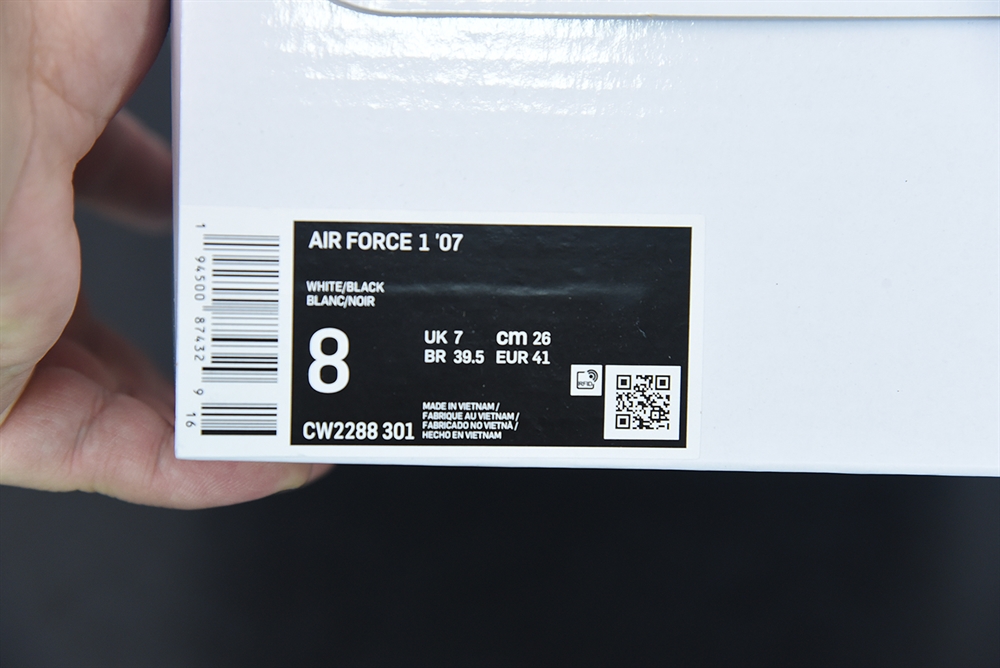 AIR FORCE 1 '07
WHITE/BLACK
BLANC/NOIR
8
UK 7 cm 26
BR 39.5 EUR 41
RFID
MADE IN VIETNAM /
FABRIQUE AU VIETNAM /
FABRICADO NO VIETNÃ /
HECHO EN VIETNAM
CW2288 301
1 94500 87432 9 16